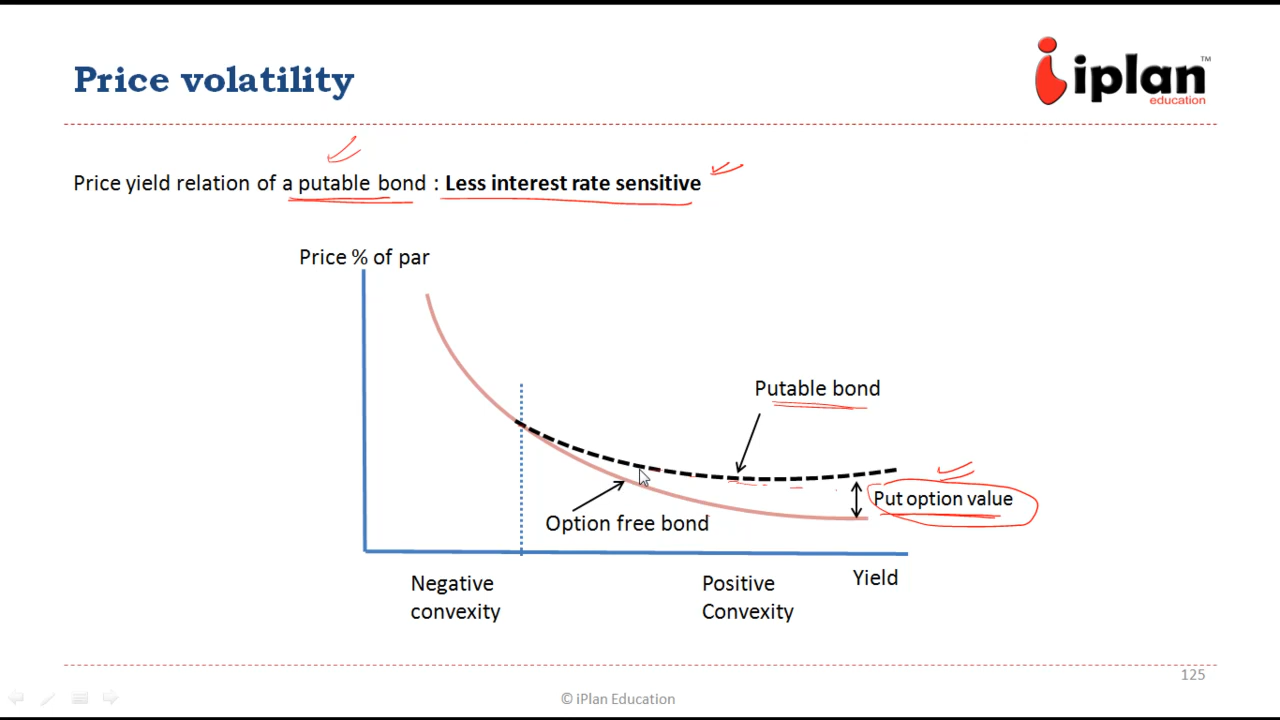 Price volatility
iplan™
education
Price yield relation of a putable bond : Less interest rate sensitive
Price % of par
Putable bond
Put option value
Option free bond
Yield
Negative
convexity
Positive
Convexity
125
© iPlan Education